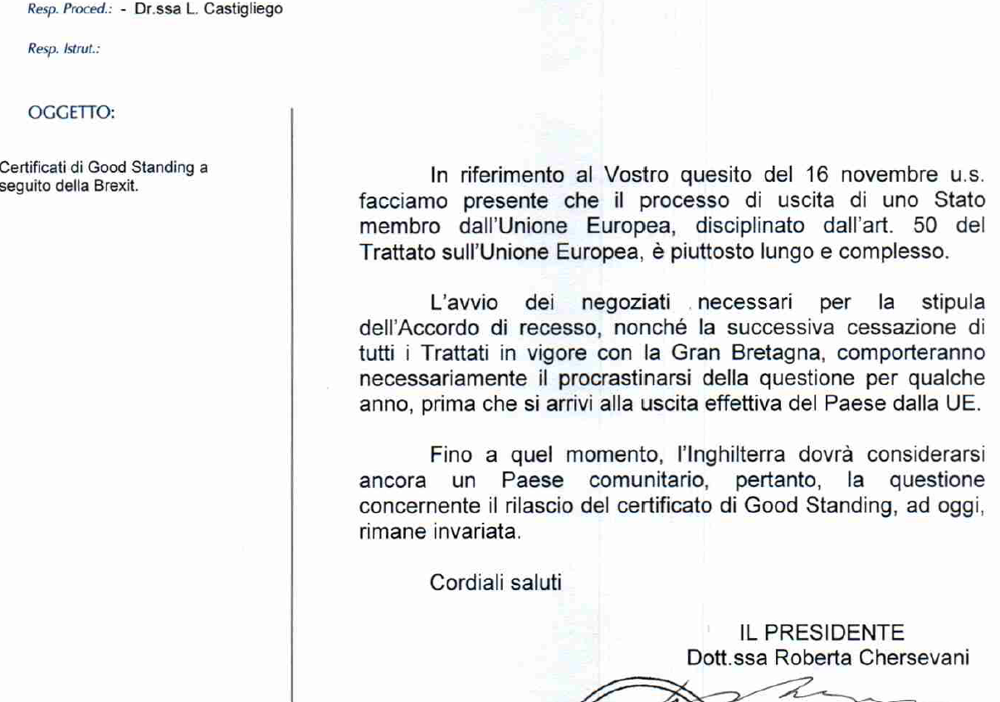 Resp. Proced.: - Dr.ssa L. Castigliego
Resp. Istrut.:
OGGETTO:
Certificati di Good Standing a
seguito della Brexit.
In riferimento al Vostro quesito del 16 novembre u.s.
facciamo presente che il processo di uscita di uno Stato
membro dall'Unione Europea, disciplinato dall'art. 50 del
Trattato sull'Unione Europea, è piuttosto lungo e complesso.
L'avvio dei negoziati necessari per la stipula
dell'Accordo di recesso, nonché la successiva cessazione di
tutti i Trattati in vigore con la Gran Bretagna, comporteranno
necessariamente il procrastinarsi della questione per qualche
anno, prima che si arrivi alla uscita effettiva del Paese dalla UE.
Fino a quel momento, l'Inghilterra dovrà considerarsi
ancora un Paese comunitario, pertanto, la questione
concernente il rilascio del certificato di Good Standing, ad oggi,
rimane invariata.
Cordiali saluti
IL PRESIDENTE
Dott.ssa Roberta Chersevani